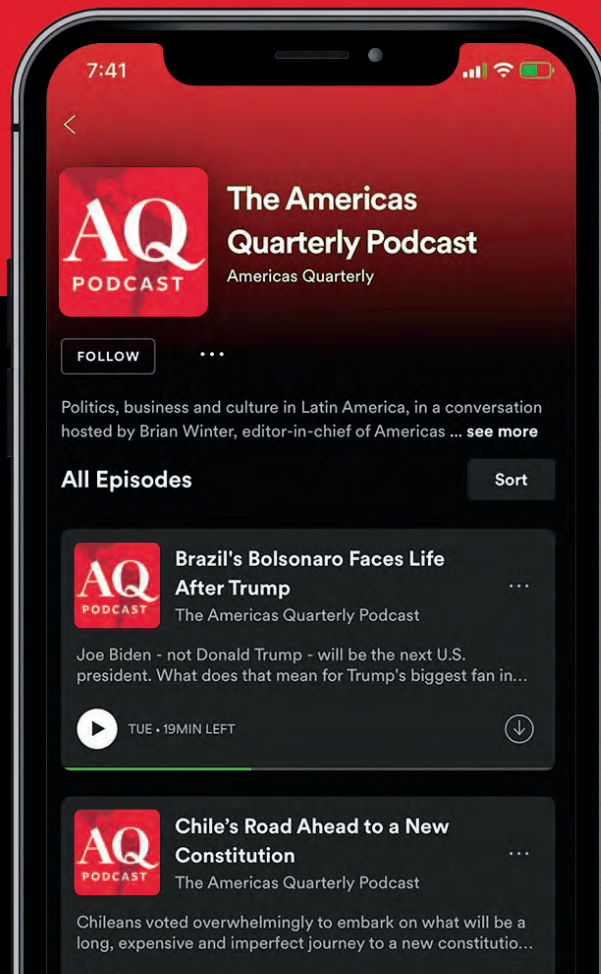 7:41
AQ
PODCAST
The Americas
Quarterly Podcast
Americas Quarterly
FOLLOW
Politics, business and culture in Latin America, in a conversation
hosted by Brian Winter, editor-in-chief of Americas ... see more
All Episodes
Sort
AQ
PODCAST
Brazil's Bolsonaro Faces Life
After Trump
The Americas Quarterly Podcast
Joe Biden - not Donald Trump - will be the next U.S.
president. What does that mean for Trump's biggest fan in...
TUE • 19MIN LEFT
AQ
PODCAST
Chile’s Road Ahead to a New
Constitution
The Americas Quarterly Podcast
Chileans voted overwhelmingly to embark on what will be a
long, expensive and imperfect journey to a new constitutio...